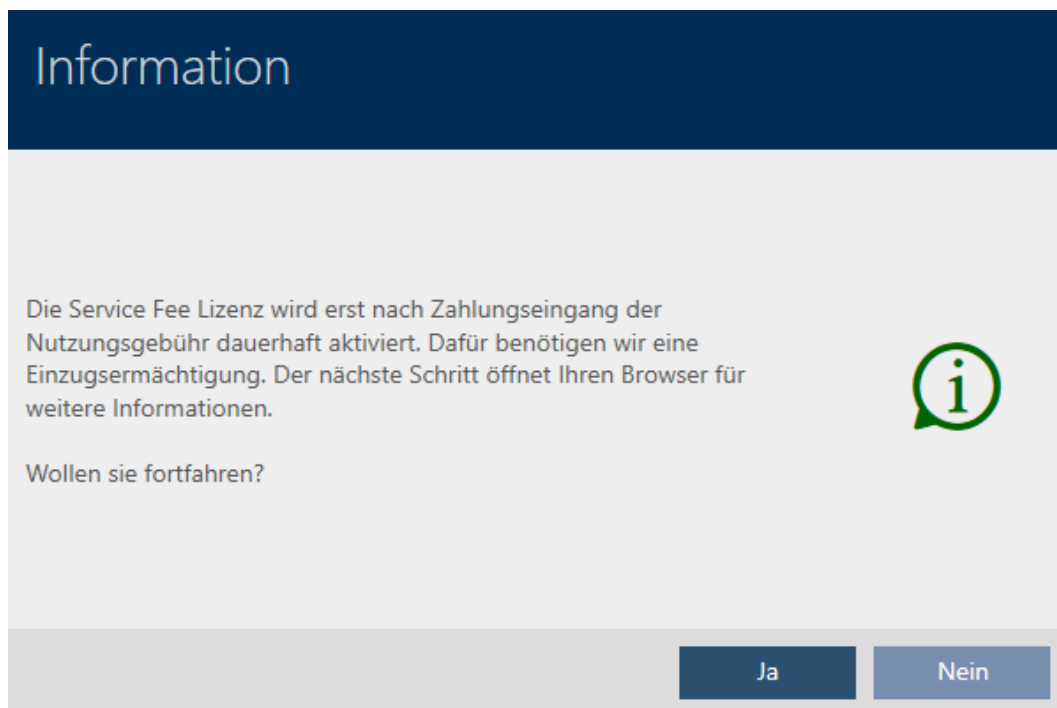 Information
Die Service Fee Lizenz wird erst nach Zahlungseingang der
Nutzungsgebühr dauerhaft aktiviert. Dafür benötigen wir eine
Einzugsermächtigung. Der nächste Schritt öffnet Ihren Browser für
weitere Informationen.
Wollen sie fortfahren?
Ja
Nein